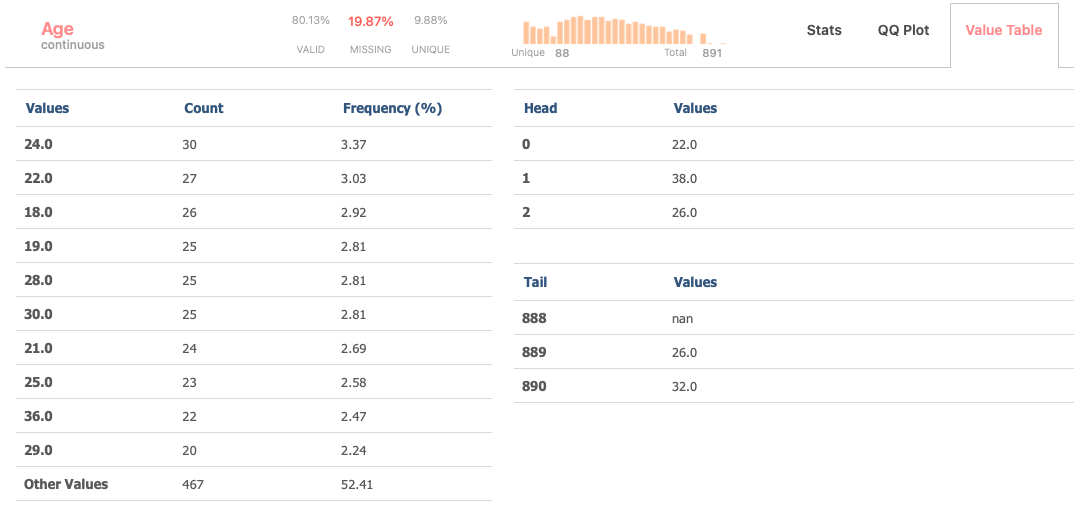 Age
continuous
80.13% 19.87% 9.88%
VALID MISSING UNIQUE
Unique 88 Total 891
Stats QQ Plot Value Table
Values Count Frequency (%)
24.0 30 3.37
22.0 27 3.03
18.0 26 2.92
19.0 25 2.81
28.0 25 2.81
30.0 25 2.81
21.0 24 2.69
25.0 23 2.58
36.0 22 2.47
29.0 20 2.24
Other Values 467 52.41
Head Values
0 22.0
1 38.0
2 26.0
Tail Values
888 nan
889 26.0
890 32.0